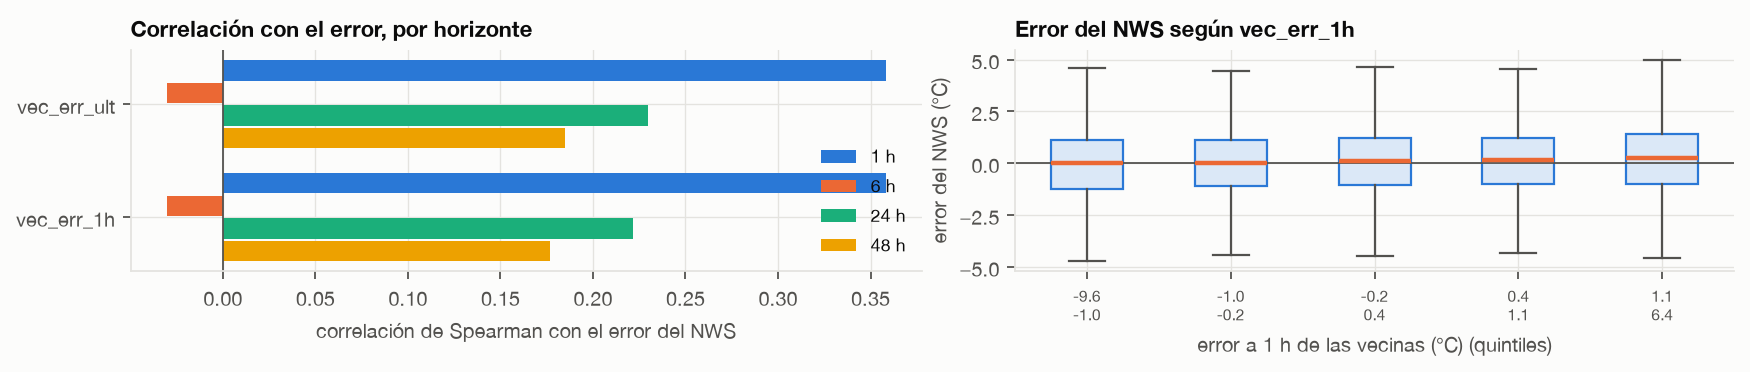 Correlación con el error, por horizonte
vec_err_ult
vec_err_1h
1 h
6 h
24 h
48 h
0.00 0.05 0.10 0.15 0.20 0.25 0.30 0.35
correlación de Spearman con el error del NWS
Error del NWS según vec_err_1h
error del NWS (°C)
5.0
2.5
0.0
−2.5
−5.0
-9.6 -1.0 -0.2 0.4 1.1
-1.0 -0.2 0.4 1.1 6.4
error a 1 h de las vecinas (°C) (quintiles)